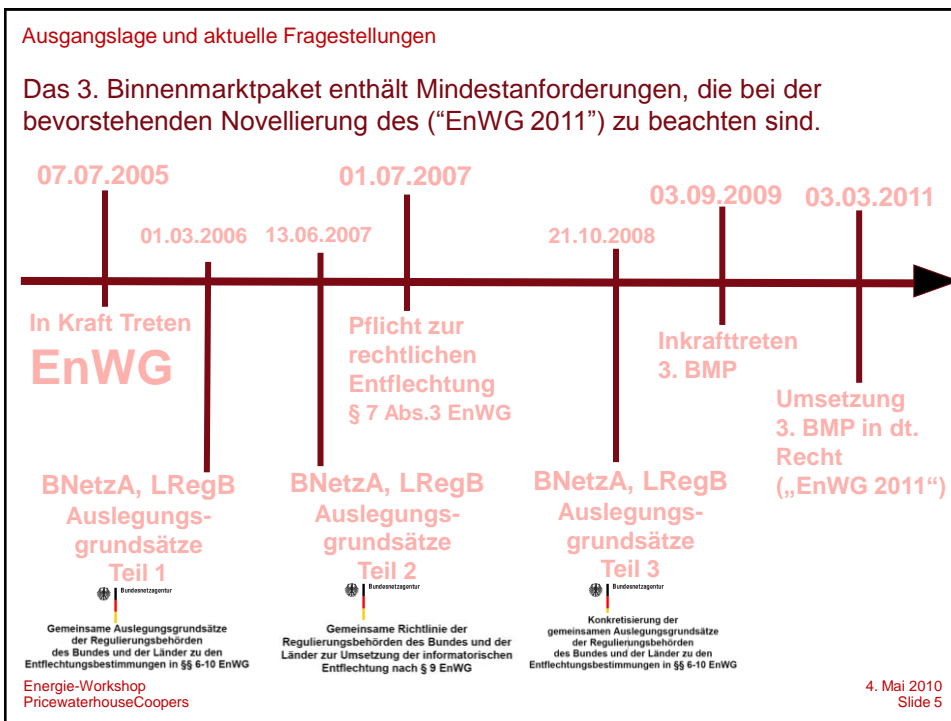 Ausgangslage und aktuelle Fragestellungen
Das 3. Binnenmarktpaket enthält Mindestanforderungen, die bei der
bevorstehenden Novellierung des (“EnWG 2011”) zu beachten sind.
07.07.2005
01.03.2006
13.06.2007
01.07.2007
21.10.2008
03.09.2009
03.03.2011
In Kraft Treten
EnWG
Pflicht zur
rechtlichen
Entflechtung
§ 7 Abs.3 EnWG
Inkrafttreten
3. BMP
Umsetzung
3. BMP in dt.
Recht
(„EnWG 2011“)
BNetzA, LRegB
Auslegungs-
grundsätze
Teil 1
Bundesnetzagentur
Gemeinsame Auslegungsgrundsätze
der Regulierungsbehörden
des Bundes und der Länder zu den
Entflechtungsbestimmungen in §§ 6-10 EnWG
BNetzA, LRegB
Auslegungs-
grundsätze
Teil 2
Bundesnetzagentur
Gemeinsame Richtlinie der
Regulierungsbehörden des Bundes und der
Länder zur Umsetzung der informatorischen
Entflechtung nach § 9 EnWG
BNetzA, LRegB
Auslegungs-
grundsätze
Teil 3
Bundesnetzagentur
Konkretisierung der
gemeinsamen Auslegungsgrundsätze
der Regulierungsbehörden
des Bundes und der Länder zu den
Entflechtungsbestimmungen in §§ 6-10 EnWG
Energie-Workshop
PricewaterhouseCoopers
4. Mai 2010
Slide 5